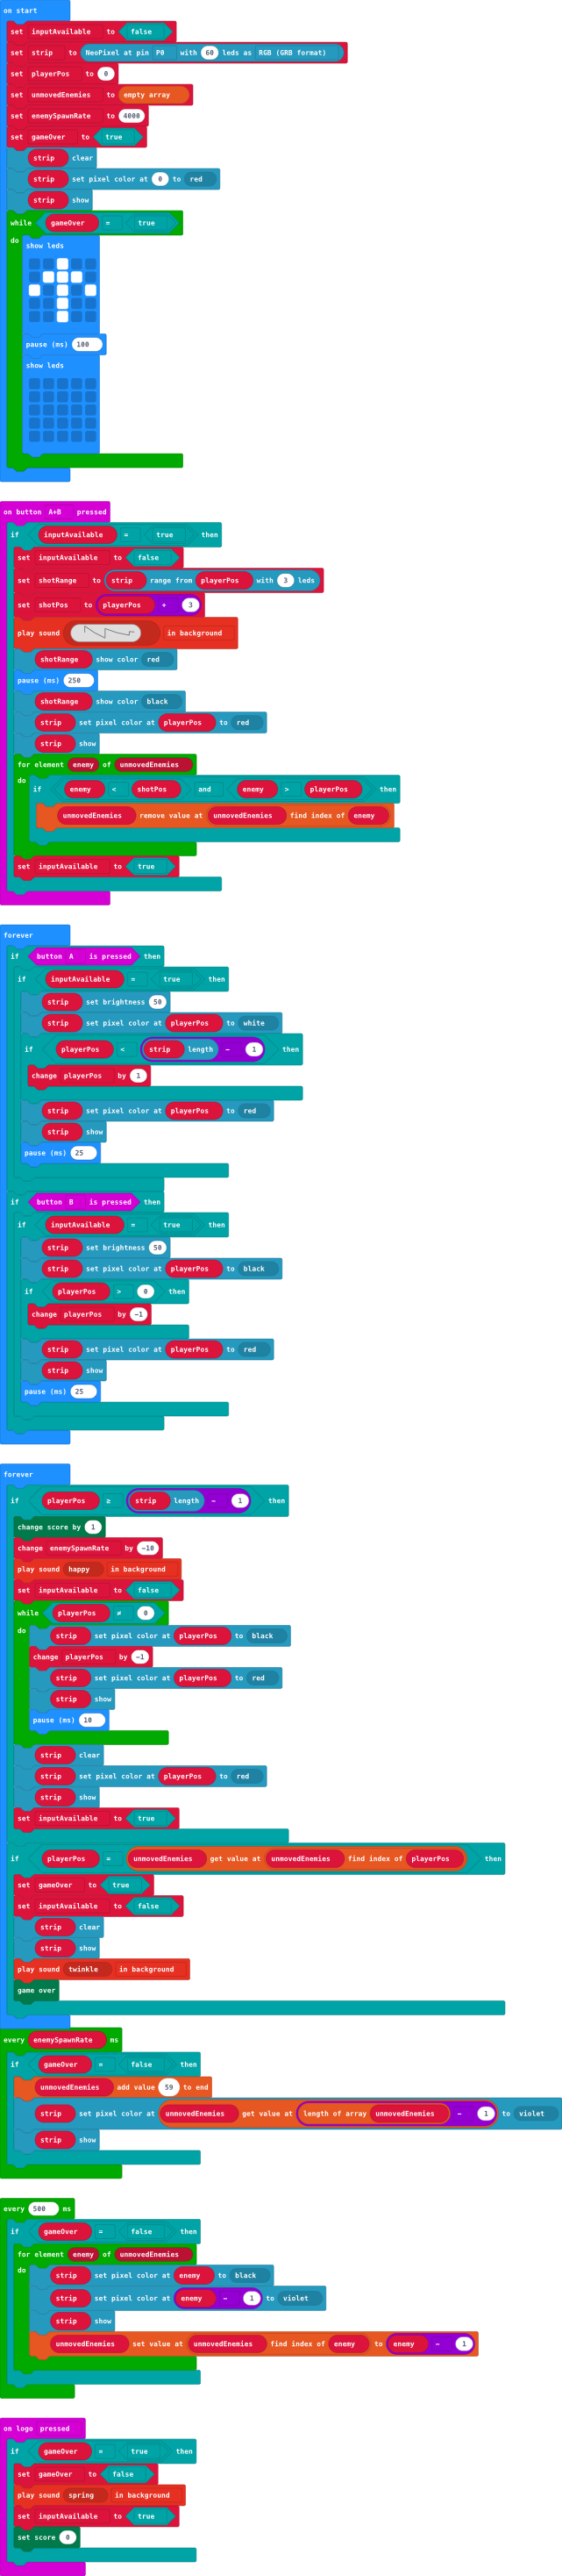 on start
set inputAvailable to false
set strip to NeoPixel at pin P0 with 60 leds as RGB (GRB format)
set playerPos to 0
set unmovedEnemies to empty array
set enemySpawnRate to 4000
set gameOver to true
strip clear
strip set pixel color at 0 to red
strip show
while gameOver = true
do show leds
pause (ms) 100
show leds
on button A+B pressed
if inputAvailable = true then
set inputAvailable to false
set shotRange to strip range from playerPos with 3 leds
set shotPos to playerPos + 3
play sound in background
shotRange show color red
pause (ms) 250
shotRange show color black
strip set pixel color at playerPos to red
strip show
for element enemy of unmovedEnemies
do if enemy < shotPos and enemy > playerPos then
unmovedEnemies remove value at unmovedEnemies find index of enemy
set inputAvailable to true
forever
if button A is pressed then
if inputAvailable = true then
strip set brightness 50
strip set pixel color at playerPos to white
if playerPos < strip length - 1 then
change playerPos by 1
strip set pixel color at playerPos to red
strip show
pause (ms) 25
if button B is pressed then
if inputAvailable = true then
strip set brightness 50
strip set pixel color at playerPos to black
if playerPos > 0 then
change playerPos by -1
strip set pixel color at playerPos to red
strip show
pause (ms) 25
forever
if playerPos ≥ strip length - 1 then
change score by 1
change enemySpawnRate by -10
play sound happy in background
set inputAvailable to false
while playerPos ≠ 0
do strip set pixel color at playerPos to black
change playerPos by -1
strip set pixel color at playerPos to red
strip show
pause (ms) 10
strip clear
strip set pixel color at playerPos to red
strip show
set inputAvailable to true
if playerPos = unmovedEnemies get value at unmovedEnemies find index of playerPos then
set gameOver to true
set inputAvailable to false
strip clear
strip show
play sound twinkle in background
game over
every enemySpawnRate ms
if gameOver = false then
unmovedEnemies add value 59 to end
strip set pixel color at unmovedEnemies get value at length of array unmovedEnemies - 1 to violet
strip show
every 500 ms
if gameOver = false then
for element enemy of unmovedEnemies
do strip set pixel color at enemy to black
strip set pixel color at enemy - 1 to violet
strip show
unmovedEnemies set value at unmovedEnemies find index of enemy to enemy - 1
on logo pressed
if gameOver = true then
set gameOver to false
play sound spring in background
set inputAvailable to true
set score 0